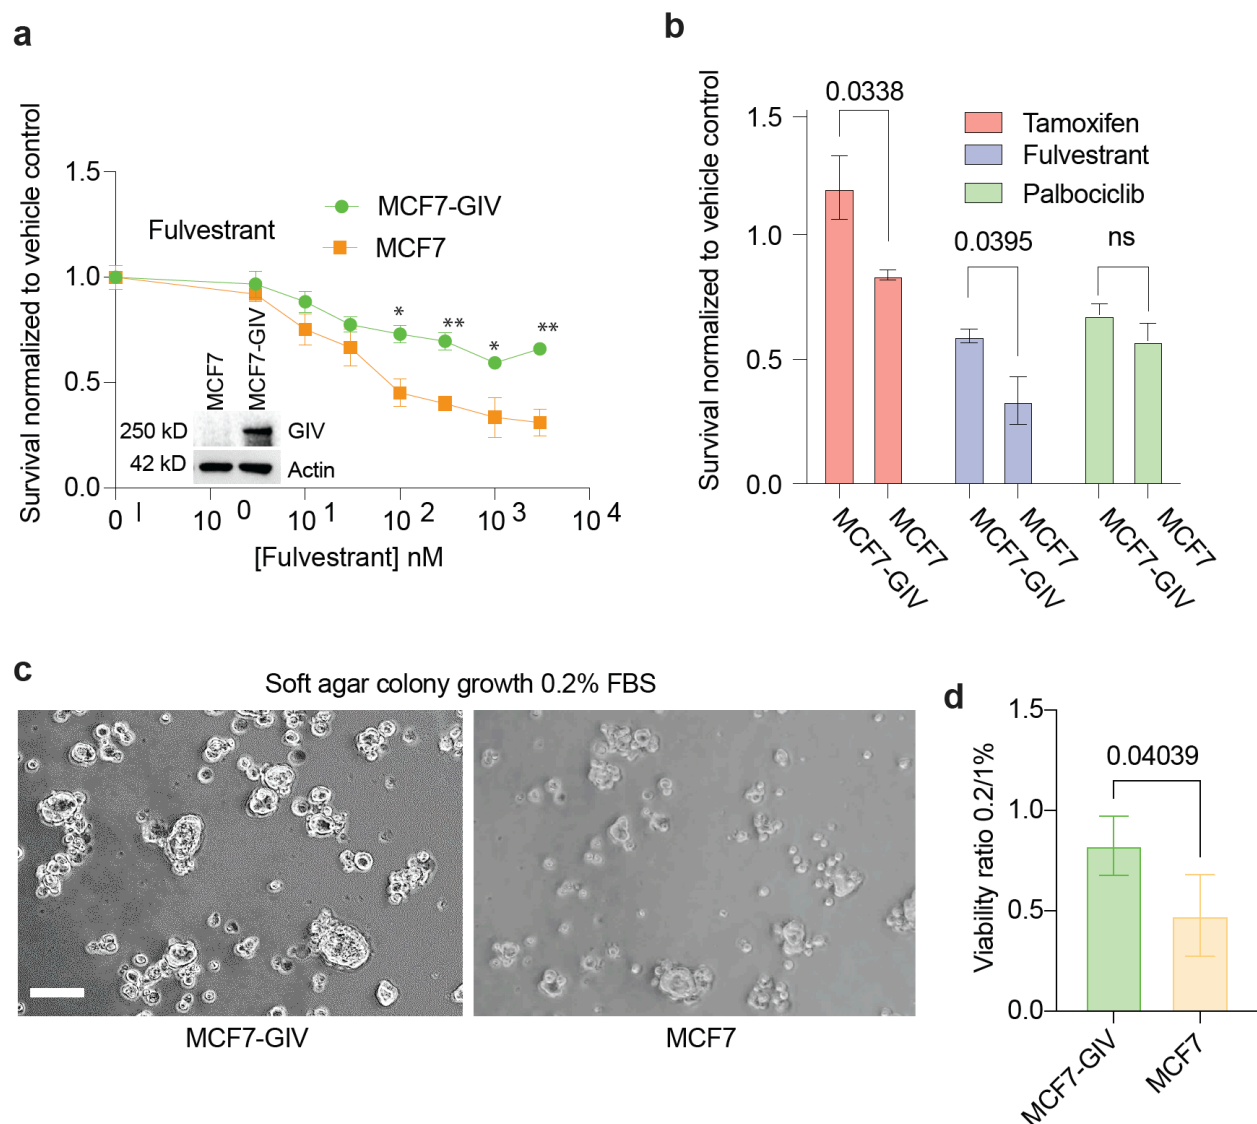 a
Survival normalized to vehicle control
1.5
1.0
0.5
0.0
Fulvestrant
MCF7-GIV
MCF7
*
**
*
**
MCF7
MCF7-GIV
250 kD
GIV
42 kD
Actin
0 10 0 10 1 10 2 10 3 10 4
[Fulvestrant] nM
b
Survival normalized to vehicle control
1.5
1.0
0.5
0.0
0.0338
0.0395
ns
Tamoxifen
Fulvestrant
Palbociclib
MCF7-GIV
MCF7
MCF7-GIV
MCF7
MCF7-GIV
MCF7
c
Soft agar colony growth 0.2% FBS
MCF7-GIV
MCF7
d
Viability ratio 0.2/1%
1.5
1.0
0.5
0.0
0.04039
MCF7-GIV
MCF7